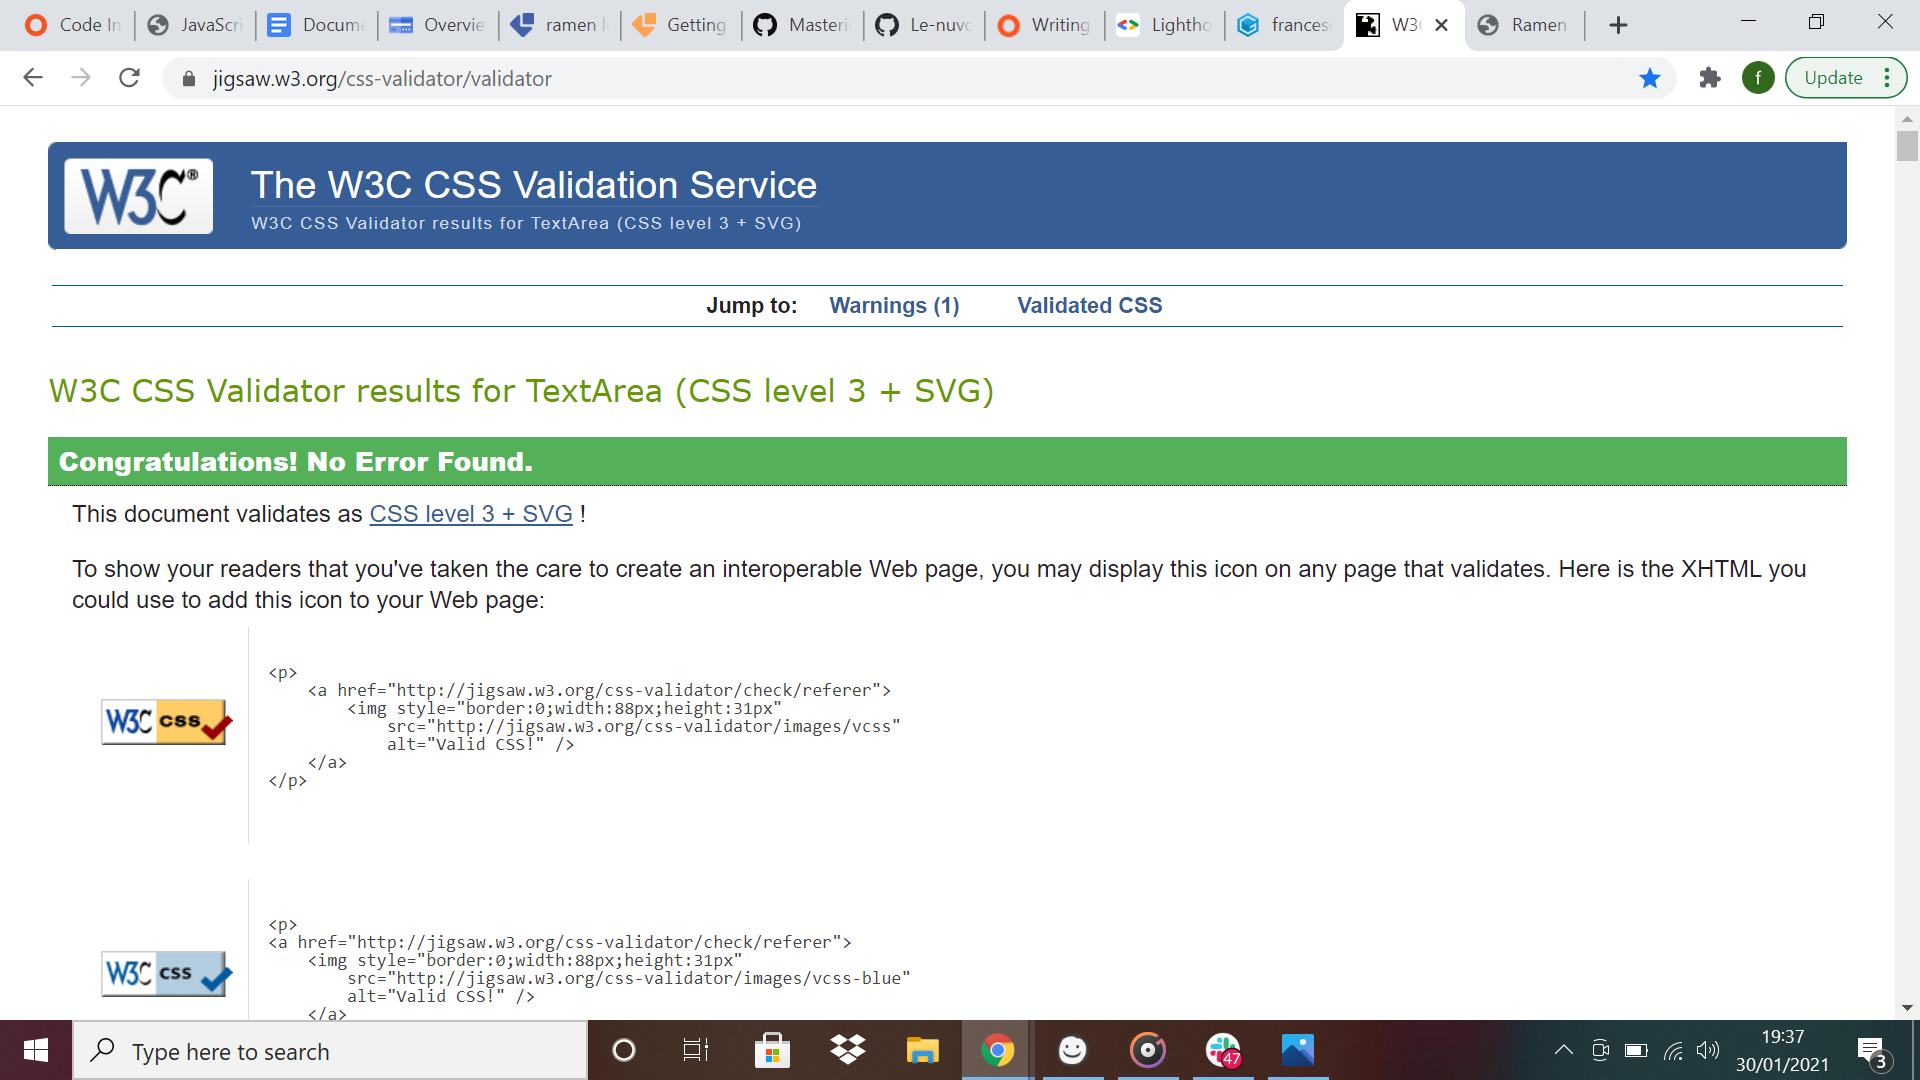 Code In
JavaScri
Docume
Overvie
ramen l
Getting
Masteri
Le-nuvo
Writing
Lightho
frances
W3C
Ramen
jigsaw.w3.org/css-validator/validator
f
Update
W3C®
The W3C CSS Validation Service
W3C CSS Validator results for TextArea (CSS level 3 + SVG)
Jump to: Warnings (1) Validated CSS
W3C CSS Validator results for TextArea (CSS level 3 + SVG)
Congratulations! No Error Found.
This document validates as CSS level 3 + SVG !
To show your readers that you've taken the care to create an interoperable Web page, you may display this icon on any page that validates. Here is the XHTML you
could use to add this icon to your Web page:
W3C css
<p>
<a href="http://jigsaw.w3.org/css-validator/check/referer">
<img style="border:0;width:88px;height:31px"
src="http://jigsaw.w3.org/css-validator/images/vcss"
alt="Valid CSS!" />
</a>
</p>
W3C css
<p>
<a href="http://jigsaw.w3.org/css-validator/check/referer">
<img style="border:0;width:88px;height:31px"
src="http://jigsaw.w3.org/css-validator/images/vcss-blue"
alt="Valid CSS!" />
</a>
Type here to search
47
19:37
30/01/2021
3